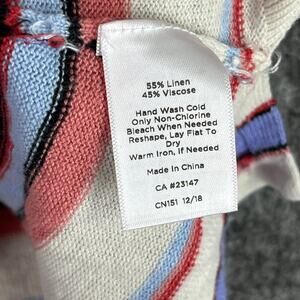 55% Linen
45% Viscose
Hand Wash Cold
Only Non-Chlorine
Bleach When Needed
Reshape, Lay Flat To
Dry
Warm Iron, If Needed
Made In China
CA #23147
CN151 12/18